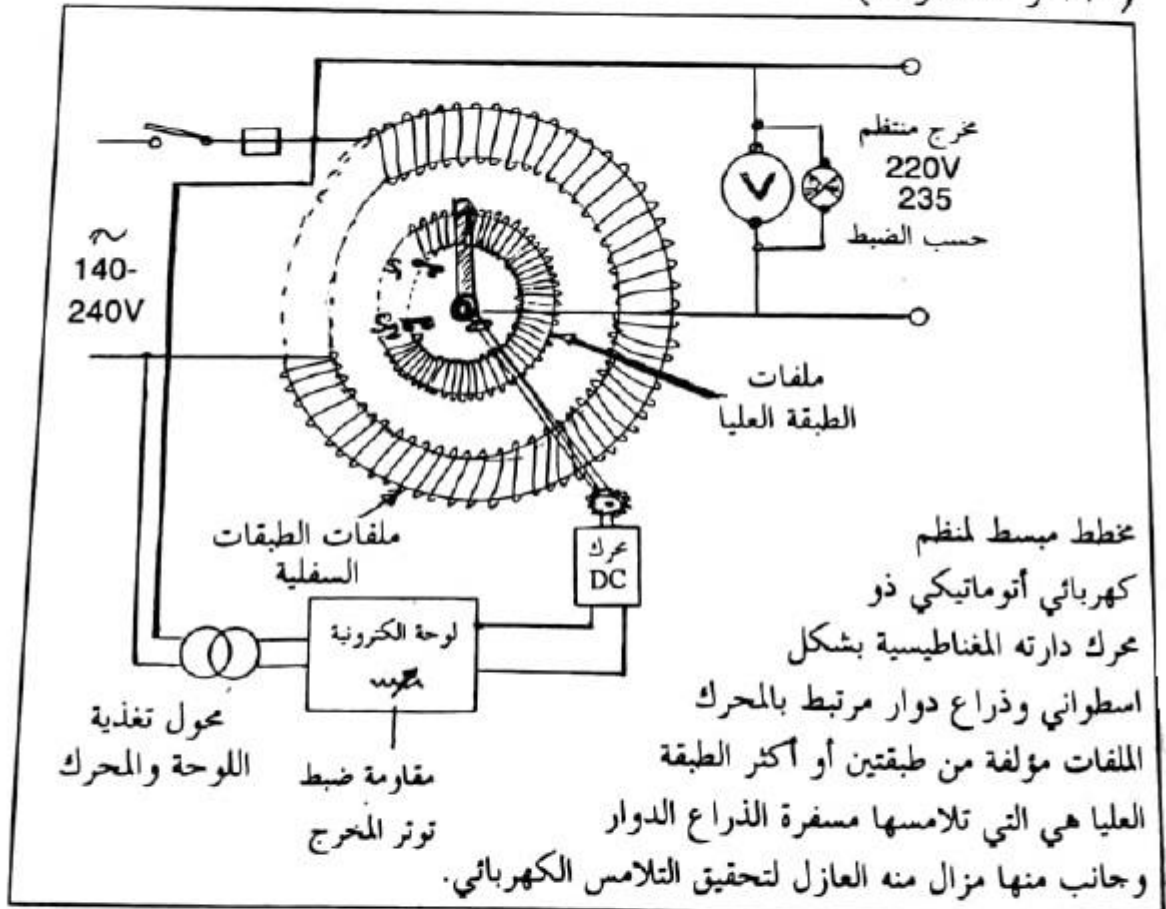 مخرج منتظم
220V
235
حسب الضبط
V
~
140-
240V
ملفات
الطبقة العليا
ملفات الطبقات
السفلية
محرك
DC
لوحة الكترونية
محول تغذية
اللوحة والمحرك
مقاومة ضبط
توتر المخرج
مخطط مبسط لمنظم
كهربائي أتوماتيكي ذو
محرك دارته المغناطيسية بشكل
اسطواني وذراع دوار مرتبط بالمحرك
الملفات مؤلفة من طبقتين أو أكثر الطبقة
العليا هي التي تلامسها مسفرة الذراع الدوار
وجانب منها مزال منه العازل لتحقيق التلامس الكهربائي.